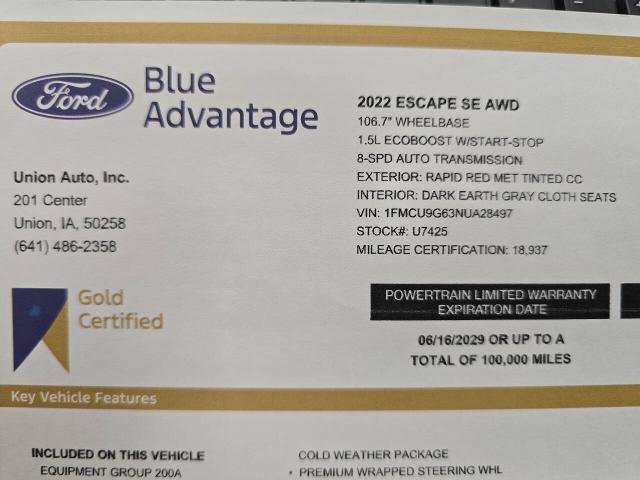 Ford
Blue
Advantage
Union Auto, Inc.
201 Center
Union, IA, 50258
(641) 486-2358
2022 ESCAPE SE AWD
106.7" WHEELBASE
1.5L ECOBOOST W/START-STOP
8-SPD AUTO TRANSMISSION
EXTERIOR: RAPID RED MET TINTED CC
INTERIOR: DARK EARTH GRAY CLOTH SEATS
VIN: 1FMCU9G63NUA28497
STOCK#: U7425
MILEAGE CERTIFICATION: 18,937
Gold
Certified
POWERTRAIN LIMITED WARRANTY
EXPIRATION DATE
06/16/2029 OR UP TO A
TOTAL OF 100,000 MILES
Key Vehicle Features
INCLUDED ON THIS VEHICLE
EQUIPMENT GROUP 200A
COLD WEATHER PACKAGE
• PREMIUM WRAPPED STEERING WHL